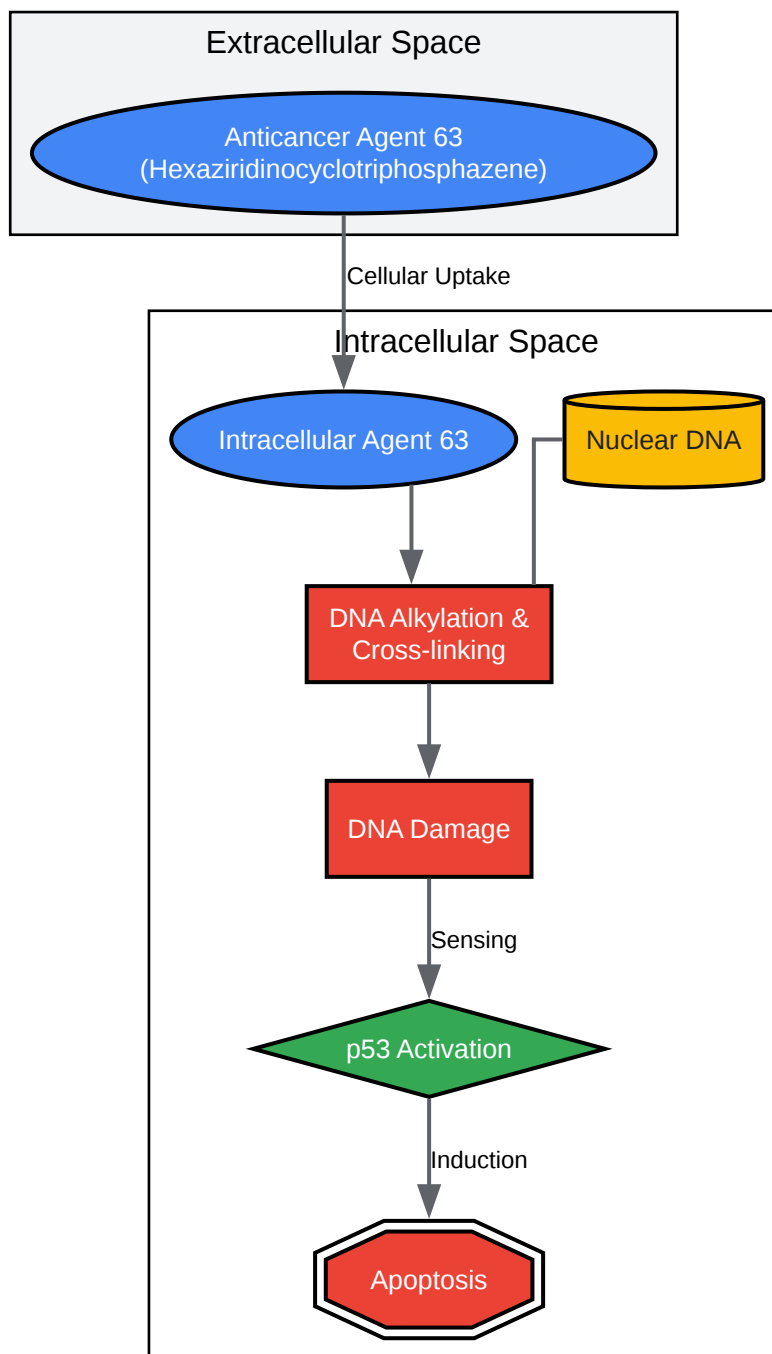 Extracellular Space
Anticancer Agent 63
(Hexaziridinocyclotriphosphazene)
Cellular Uptake
Intracellular Space
Intracellular Agent 63
Nuclear DNA
DNA Alkylation &
Cross-linking
DNA Damage
Sensing
p53 Activation
Induction
Apoptosis